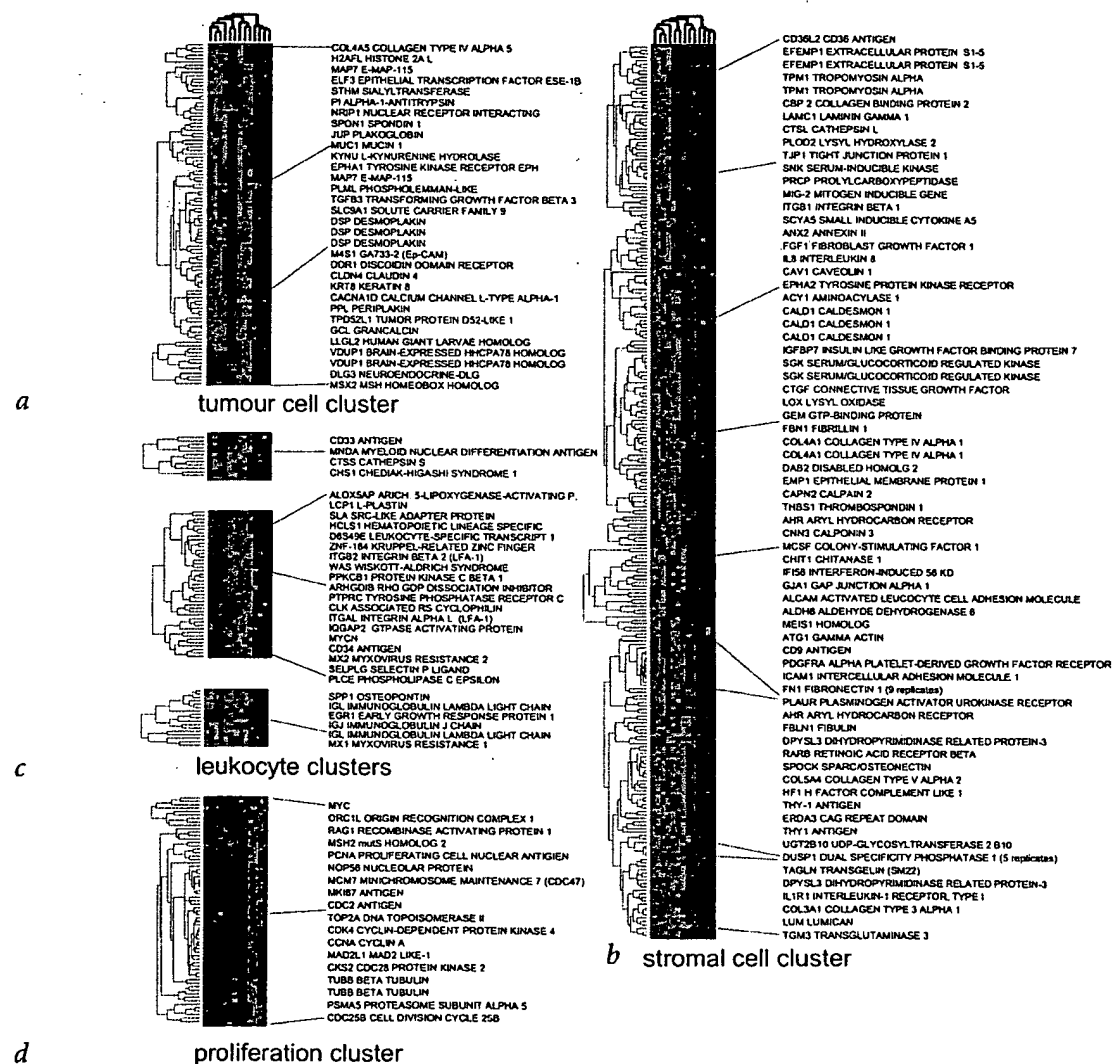 COL4A5 COLLAGEN TYPE IV ALPHA 5
H2AFL HISTONE 2A L
MAP7 E-MAP-115
ELF3 EPITHELIAL TRANSCRIPTION FACTOR ESE-1B
STHM SIALYLTRANSFERASE
PI ALPHA-1-ANTITRYPSIN
NRIP1 NUCLEAR RECEPTOR INTERACTING
SPON1 SPONDIN 1
JUP PLAKOGLOBIN
MUC1 MUCIN 1
KYNU L-KYNURENINE HYDROLASE
EPHA1 TYROSINE KINASE RECEPTOR EPH
MAP7 E-MAP-115
PLML PHOSPHOLEMMAN-LIKE
TGFB3 TRANSFORMING GROWTH FACTOR BETA 3
SLC9A1 SOLUTE CARRIER FAMILY 9
DSP DESMOPLAKIN
DSP DESMOPLAKIN
DSP DESMOPLAKIN
M4S1 GA733-2 (Ep-CAM)
DDR1 DISCOIDIN DOMAIN RECEPTOR
CLDN4 CLAUDIN 4
KRT8 KERATIN 8
CACNA1D CALCIUM CHANNEL L-TYPE ALPHA-1
PPL PERIPLAKIN
TPD52L1 TUMOR PROTEIN D52-LIKE 1
GCL GRANCALCIN
LLGL2 HUMAN GIANT LARVAE HOMOLOG
VDUP1 BRAIN-EXPRESSED HHCPA78 HOMOLOG
VDUP1 BRAIN-EXPRESSED HHCPA78 HOMOLOG
DLG3 NEUROENDOCRINE-DLG
MSX2 MSH HOMEOBOX HOMOLOG
a tumour cell cluster
CD33 ANTIGEN
MNDA MYELOID NUCLEAR DIFFERENTIATION ANTIGEN
CTSS CATHEPSIN S
CHS1 CHEDIAK-HIGASHI SYNDROME 1
ALOX5AP ARICH. 5-LIPOXYGENASE-ACTIVATING P.
LCP1 L-PLASTIN
SLA SRC-LIKE ADAPTER PROTEIN
HCLS1 HEMATOPOIETIC LINEAGE SPECIFIC
D6S49E LEUKOCYTE-SPECIFIC TRANSCRIPT 1
ZNF-184 KRUPPEL-RELATED ZINC FINGER
ITGB2 INTEGRIN BETA 2 (LFA-1)
WAS WISKOTT-ALDRICH SYNDROME
PPKCB1 PROTEIN KINASE C BETA 1
ARHGDIB RHO GDP DISSOCIATION INHIBITOR
PTPRC TYROSINE PHOSPHATASE RECEPTOR C
CLK ASSOCIATED RS CYCLOPHILIN
ITGAL INTEGRIN ALPHA L (LFA-1)
IQGAP2 GTPASE ACTIVATING PROTEIN
MYCN
CD34 ANTIGEN
MX2 MYXOVIRUS RESISTANCE 2
SELPLG SELECTIN P LIGAND
PLCE PHOSPHOLIPASE C EPSILON
SPP1 OSTEOPONTIN
IGL IMMUNOGLOBULIN LAMBDA LIGHT CHAIN
EGR1 EARLY GROWTH RESPONSE PROTEIN 1
IGJ IMMUNOGLOBULIN J CHAIN
IGL IMMUNOGLOBULIN LAMBDA LIGHT CHAIN
MX1 MYXOVIRUS RESISTANCE 1
c leukocyte clusters
MYC
ORC1L ORIGIN RECOGNITION COMPLEX 1
RAG1 RECOMBINASE ACTIVATING PROTEIN 1
MSH2 mutS HOMOLOG 2
PCNA PROLIFERATING CELL NUCLEAR ANTIGIEN
NOP56 NUCLEOLAR PROTEIN
MCM7 MINICHROMOSOME MAINTENANCE 7 (CDC47)
MKI67 ANTIGEN
CDC2 ANTIGEN
TOP2A DNA TOPOISOMERASE II
CDK4 CYCLIN-DEPENDENT PROTEIN KINASE 4
CCNA CYCLIN A
MAD2L1 MAD2 LIKE-1
CKS2 CDC28 PROTEIN KINASE 2
TUBB BETA TUBULIN
TUBB BETA TUBULIN
PSMA5 PROTEASOME SUBUNIT ALPHA 5
CDC25B CELL DIVISION CYCLE 25B
d proliferation cluster
CD36L2 CD36 ANTIGEN
EFEMP1 EXTRACELLULAR PROTEIN S1-5
EFEMP1 EXTRACELLULAR PROTEIN S1-5
TPM1 TROPOMYOSIN ALPHA
TPM1 TROPOMYOSIN ALPHA
CBP 2 COLLAGEN BINDING PROTEIN 2
LAMC1 LAMININ GAMMA 1
CTSL CATHEPSIN L
PLOD2 LYSYL HYDROXYLASE 2
TJP1 TIGHT JUNCTION PROTEIN 1
SNK SERUM-INDUCIBLE KINASE
PRCP PROLYLCARBOXYPEPTIDASE
MIG-2 MITOGEN INDUCIBLE GENE
ITGB1 INTEGRIN BETA 1
SCYA5 SMALL INDUCIBLE CYTOKINE A5
ANX2 ANNEXIN II
FGF1 FIBROBLAST GROWTH FACTOR 1
IL8 INTERLEUKIN 8
CAV1 CAVEOLIN 1
EPHA2 TYROSINE PROTEIN KINASE RECEPTOR
ACY1 AMINOACYLASE 1
CALD1 CALDESMON 1
CALD1 CALDESMON 1
CALD1 CALDESMON 1
IGFBP7 INSULIN LIKE GROWTH FACTOR BINDING PROTEIN 7
SGK SERUM/GLUCOCORTICOID REGULATED KINASE
SGK SERUM/GLUCOCORTICOID REGULATED KINASE
CTGF CONNECTIVE TISSUE GROWTH FACTOR
LOX LYSYL OXIDASE
GEM GTP-BINDING PROTEIN
FBN1 FIBRILLIN 1
COL4A1 COLLAGEN TYPE IV ALPHA 1
COL4A1 COLLAGEN TYPE IV ALPHA 1
DAB2 DISABLED HOMOLG 2
EMP1 EPITHELIAL MEMBRANE PROTEIN 1
CAPN2 CALPAIN 2
THBS1 THROMBOSPONDIN 1
AHR ARYL HYDROCARBON RECEPTOR
CNN3 CALPONIN 3
MCSF COLONY-STIMULATING FACTOR 1
CHIT1 CHITANASE 1
IFI56 INTERFERON-INDUCED 56 KD
GJA1 GAP JUNCTION ALPHA 1
ALCAM ACTIVATED LEUCOCYTE CELL ADHESION MOLECULE
ALDH6 ALDEHYDE DEHYDROGENASE 6
MEIS1 HOMOLOG
ATG1 GAMMA ACTIN
CD9 ANTIGEN
PDGFRA ALPHA PLATELET-DERIVED GROWTH FACTOR RECEPTOR
ICAM1 INTERCELLULAR ADHESION MOLECULE 1
FN1 FIBRONECTIN 1 (9 replicates)
PLAUR PLASMINOGEN ACTIVATOR UROKINASE RECEPTOR
AHR ARYL HYDROCARBON RECEPTOR
FBLN1 FIBULIN
DPYSL3 DIHYDROPYRIMIDINASE RELATED PROTEIN-3
RARB RETINOIC ACID RECEPTOR BETA
SPOCK SPARC/OSTEONECTIN
COL5A4 COLLAGEN TYPE V ALPHA 2
HF1 H FACTOR COMPLEMENT LIKE 1
THY-1 ANTIGEN
ERDA3 CAG REPEAT DOMAIN
THY1 ANTIGEN
UGT2B10 UDP-GLYCOSYLTRANSFERASE 2 B10
DUSP1 DUAL SPECIFICITY PHOSPHATASE 1 (5 replicates)
TAGLN TRANSGELIN (SM22)
DPYSL3 DIHYDROPYRIMIDINASE RELATED PROTEIN-3
IL1R1 INTERLEUKIN-1 RECEPTOR, TYPE I
COL3A1 COLLAGEN TYPE 3 ALPHA 1
LUM LUMICAN
TGM3 TRANSGLUTAMINASE 3
b stromal cell cluster